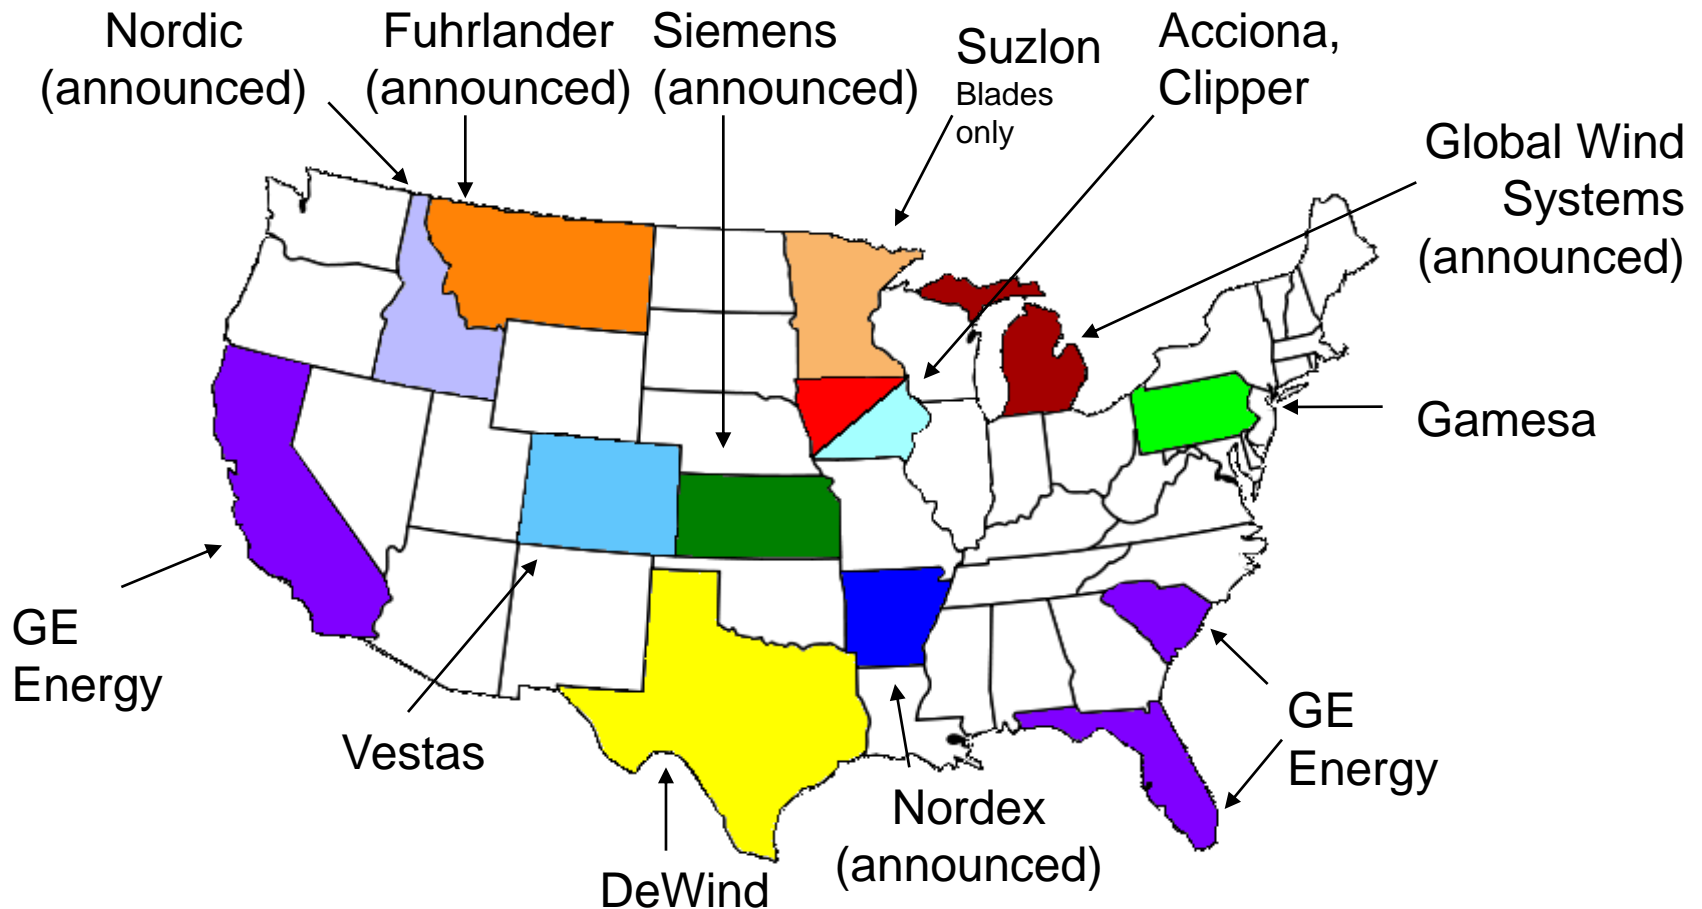 Nordic
(announced)
Fuhrlander
(announced)
Siemens
(announced)
Suzlon
Blades
only
Acciona,
Clipper
Global Wind
Systems
(announced)
Gamesa
GE
Energy
Vestas
DeWind
Nordex
(announced)
GE
Energy